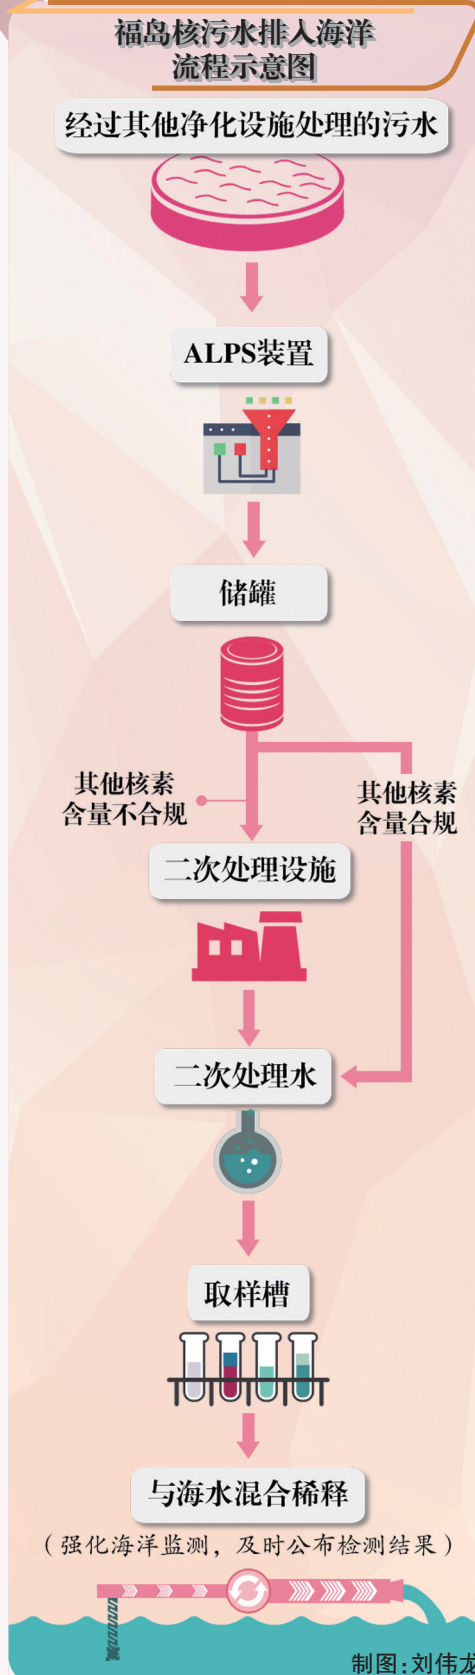 福岛核污水排入海洋
流程示意图
经过其他净化设施处理的污水
ALPS装置
储罐
其他核素
含量不合规
其他核素
含量合规
二次处理设施
二次处理水
取样槽
与海水混合稀释
（强化海洋监测，及时公布检测结果）
制图：刘伟龙